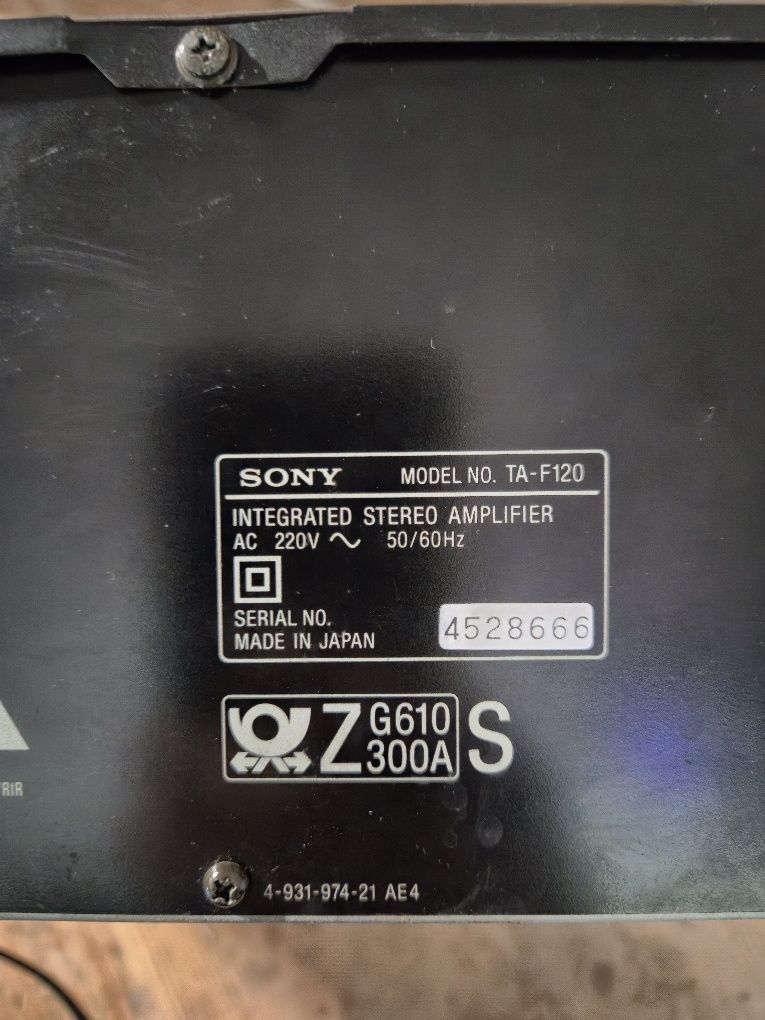 SONY MODEL NO. TA-F120
INTEGRATED STEREO AMPLIFIER
AC 220V ~ 50/60Hz
SERIAL NO.
MADE IN JAPAN
4528666
Z G610 S
300A
4-931-974-21 AE4